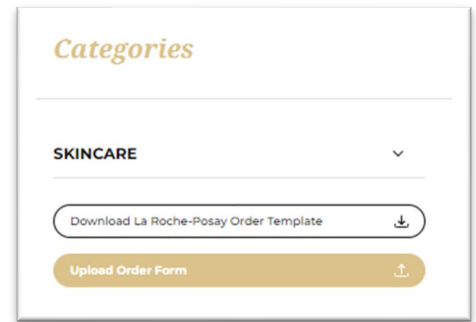 Categories
SKINCARE
Download La Roche-Posay Order Template
Upload Order Form